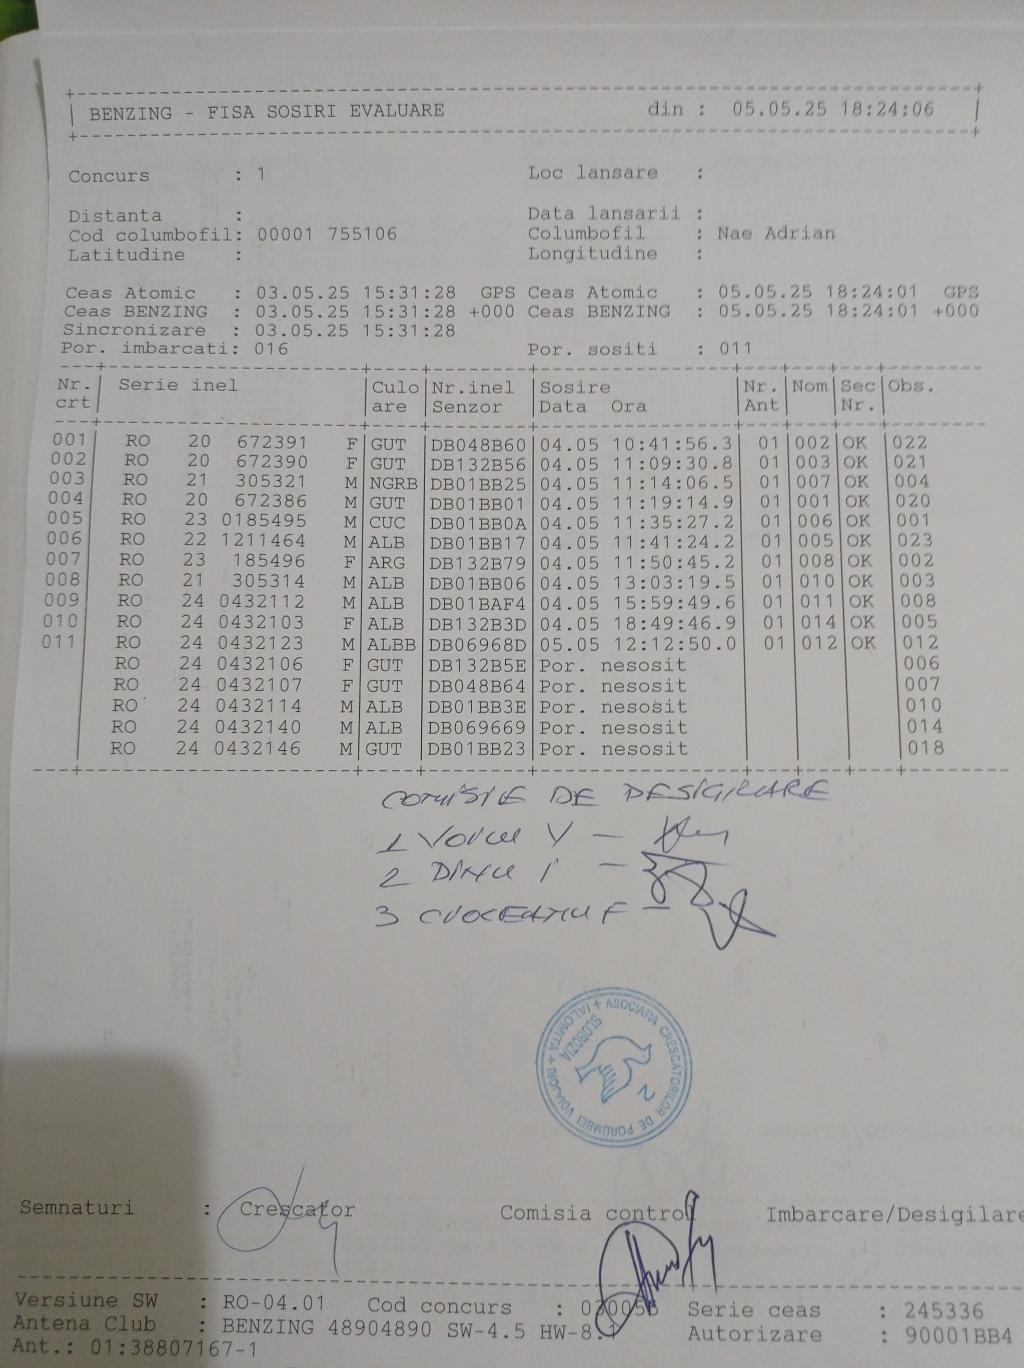 BENZING - FISA SOSIRI EVALUARE din : 05.05.25 18:24:06
Concurs : 1 Loc lansare :
Distanta : Data lansarii :
Cod columbofil: 00001 755106 Columbofil : Nae Adrian
Latitudine : Longitudine :
Ceas Atomic : 03.05.25 15:31:28 GPS Ceas Atomic : 05.05.25 18:24:01 GPS
Ceas BENZING : 03.05.25 15:31:28 +000 Ceas BENZING : 05.05.25 18:24:01 +000
Sincronizare : 03.05.25 15:31:28
Por. imbarcati: 016 Por. sositi : 011
Nr. Serie inel Culo Nr.inel Sosire Nr. Nom Sec Obs.
crt are Senzor Data Ora Ant Nr.
001 RO 20 672391 F GUT DB048B60 04.05 10:41:56.3 01 002 OK 022
002 RO 20 672390 F GUT DB132B56 04.05 11:09:30.8 01 003 OK 021
003 RO 21 305321 M NGRB DB01BB25 04.05 11:14:06.5 01 007 OK 004
004 RO 20 672386 M GUT DB01BB01 04.05 11:19:14.9 01 001 OK 020
005 RO 23 0185495 M CUC DB01BB0A 04.05 11:35:27.2 01 006 OK 001
006 RO 22 1211464 M ALB DB01BB17 04.05 11:41:24.2 01 005 OK 023
007 RO 23 185496 F ARG DB132B79 04.05 11:50:45.2 01 008 OK 002
008 RO 21 305314 M ALB DB01BB06 04.05 13:03:19.5 01 010 OK 003
009 RO 24 0432112 M ALB DB01BAF4 04.05 15:59:49.6 01 011 OK 008
010 RO 24 0432103 F ALB DB132B3D 04.05 18:49:46.9 01 014 OK 005
011 RO 24 0432123 M ALBB DB06968D 05.05 12:12:50.0 01 012 OK 012
RO 24 0432106 F GUT DB132B5E Por. nesosit 006
RO 24 0432107 F GUT DB048B64 Por. nesosit 007
RO 24 0432114 M ALB DB01BB3E Por. nesosit 010
RO 24 0432140 M ALB DB069669 Por. nesosit 014
RO 24 0432146 M GUT DB01BB23 Por. nesosit 018
COMISIE DE DESIGILARE
1 VOICU V -
2 DINCU I -
3 F -
ASOCIATIA CRESCATORILOR DE PORUMBEI VOIAJORI + IALOMITA +
SLOBOZIA
2
Semnaturi : Crescator Comisia control Imbarcare/Desigilare
Versiune SW : RO-04.01 Cod concurs : Serie ceas : 245336
Antena Club : BENZING 48904890 SW-4.5 HW-8.1 Autorizare : 90001BB4
Ant.: 01:38807167-1